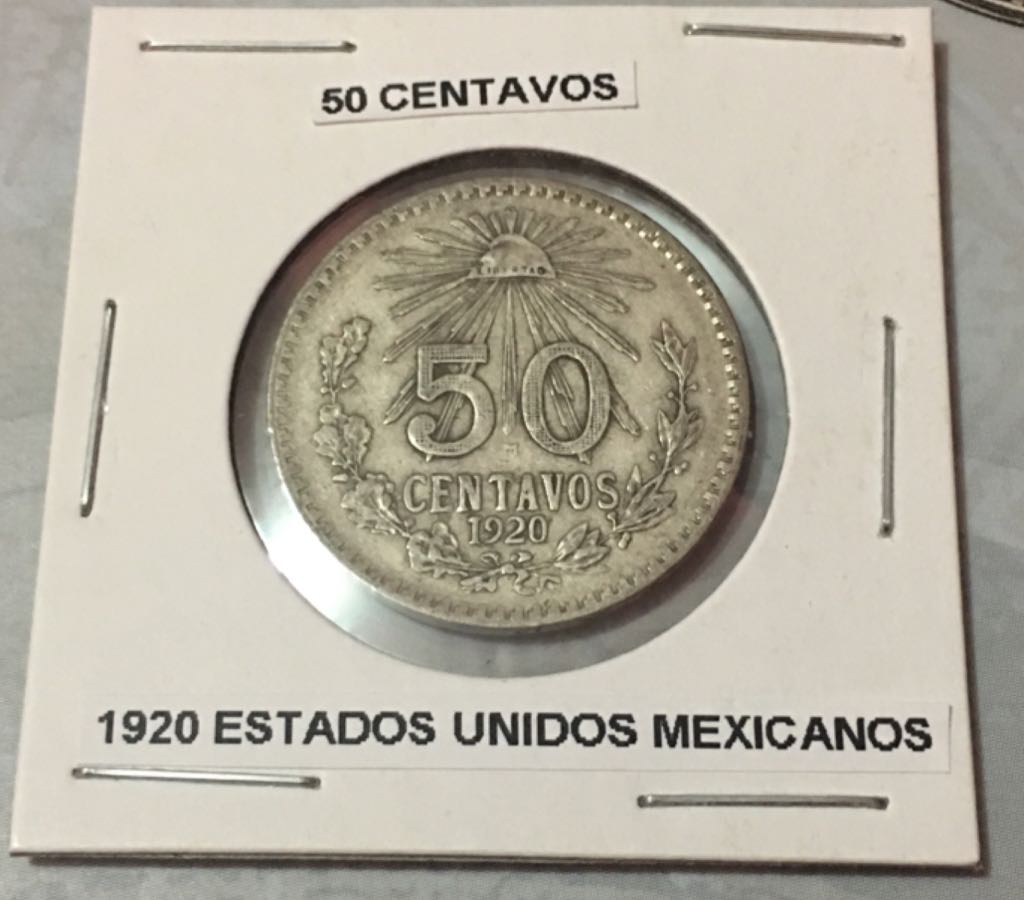 50 CENTAVOS
LIBERTAD
50
CENTAVOS
1920
1920 ESTADOS UNIDOS MEXICANOS